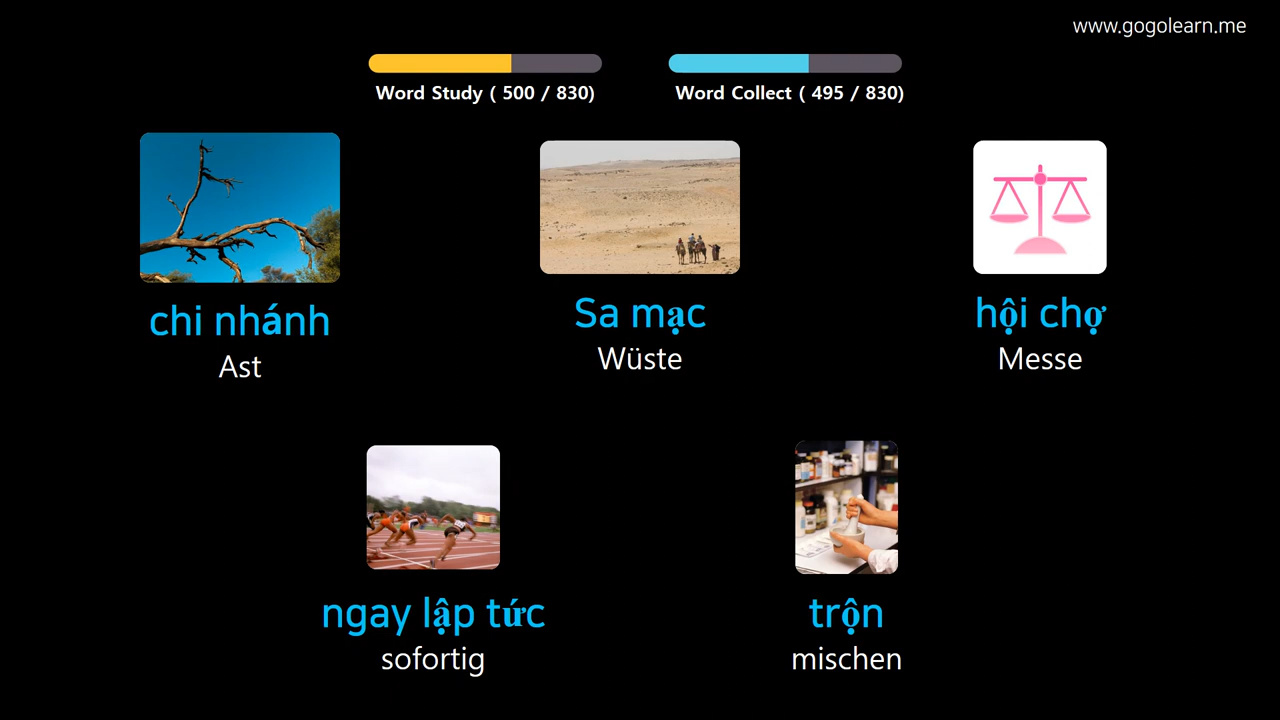 www.gogolearn.me
Word Study ( 500 / 830)
Word Collect ( 495 / 830)
chi nhánh
Ast
Sa mạc
Wüste
hội chợ
Messe
ngay lập tức
sofortig
trộn
mischen